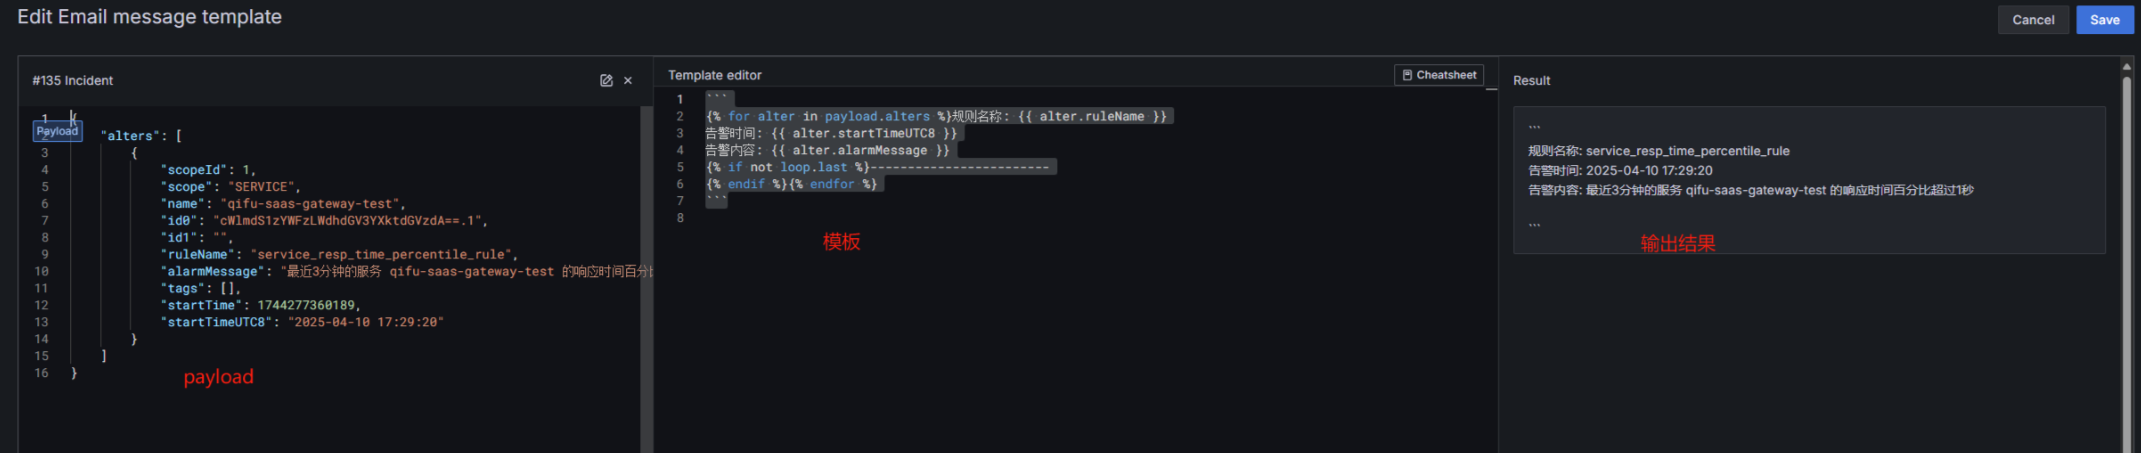 Edit Email message template
Cancel
Save
#135 Incident
1 {
Payload
2 "alters": [
3 {
4 "scopeId": 1,
5 "scope": "SERVICE",
6 "name": "qifu-saas-gateway-test",
7 "id0": "cWlmdS1zYWFzLWdhdGV3YXktdGVzdA==.1",
8 "id1": "",
9 "ruleName": "service_resp_time_percentile_rule",
10 "alarmMessage": "最近3分钟的服务 qifu-saas-gateway-test 的响应时间百分比
11 "tags": [],
12 "startTime": 1744277360189,
13 "startTimeUTC8": "2025-04-10 17:29:20"
14 }
15 ]
16 }
payload
Template editor
Cheatsheet
1 ```
2 {% for alter in payload.alters %}规则名称: {{ alter.ruleName }}
3 告警时间: {{ alter.startTimeUTC8 }}
4 告警内容: {{ alter.alarmMessage }}
5 {% if not loop.last %}------------------------
6 {% endif %}{% endfor %}
7 ```
8
模板
Result
```
规则名称: service_resp_time_percentile_rule
告警时间: 2025-04-10 17:29:20
告警内容: 最近3分钟的服务 qifu-saas-gateway-test 的响应时间百分比超过1秒
```
输出结果